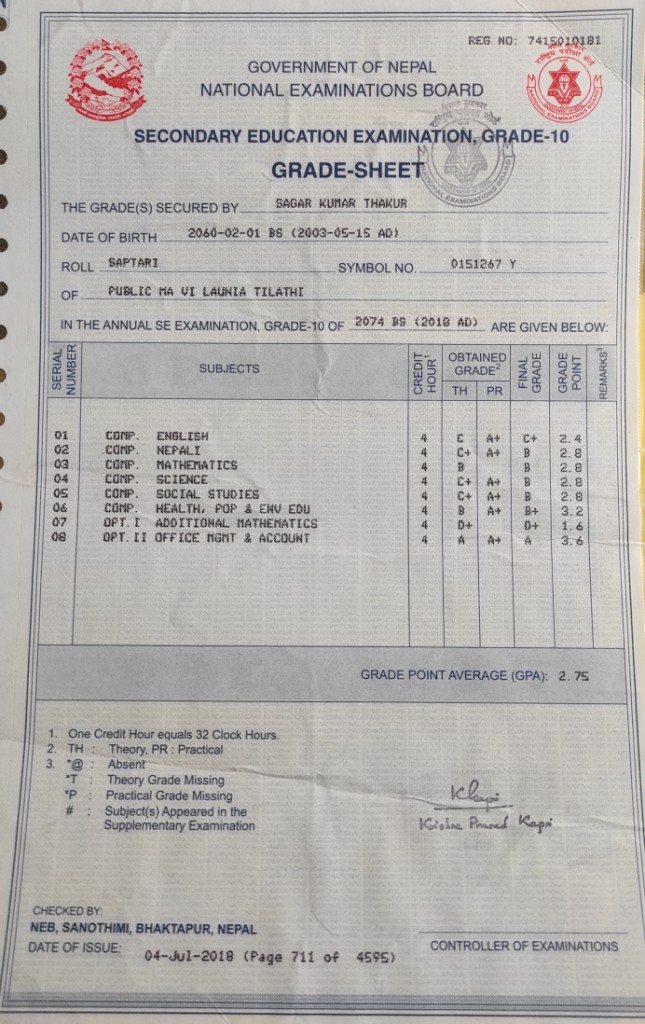 REG NO: 7415010181
GOVERNMENT OF NEPAL
NATIONAL EXAMINATIONS BOARD
SECONDARY EDUCATION EXAMINATION, GRADE-10
GRADE-SHEET
NATIONAL EXAMINATIONS BOARD
THE GRADE(S) SECURED BY SAGAR KUMAR THAKUR
DATE OF BIRTH 2060-02-01 BS (2003-05-15 AD)
ROLL SAPTARI SYMBOL NO. 0151267 Y
OF PUBLIC MA VI LAUNIA TILATHI
IN THE ANNUAL SE EXAMINATION, GRADE-10 OF 2074 BS (2018 AD) ARE GIVEN BELOW:
SERIAL NUMBER SUBJECTS CREDIT HOUR¹ OBTAINED GRADE² FINAL GRADE GRADE POINT REMARKS³
TH PR
01 COMP. ENGLISH 4 C A+ C+ 2.4
02 COMP. NEPALI 4 C+ A+ B 2.8
03 COMP. MATHEMATICS 4 B B 2.8
04 COMP. SCIENCE 4 C+ A+ B 2.8
05 COMP. SOCIAL STUDIES 4 C+ A+ B 2.8
06 COMP. HEALTH, POP & ENV EDU 4 B A+ B+ 3.2
07 OPT.I ADDITIONAL MATHEMATICS 4 D+ D+ 1.6
08 OPT.II OFFICE MGMT & ACCOUNT 4 A A+ A 3.6
GRADE POINT AVERAGE (GPA): 2.75
1. One Credit Hour equals 32 Clock Hours.
2. TH : Theory, PR : Practical
3. *@ : Absent
*T : Theory Grade Missing
*P : Practical Grade Missing
# : Subject(s) Appeared in the
Supplementary Examination
Krishna Prasad Kapri
CHECKED BY:
NEB, SANOTHIMI, BHAKTAPUR, NEPAL
DATE OF ISSUE: 04-Jul-2018 (Page 711 of 4595)
CONTROLLER OF EXAMINATIONS